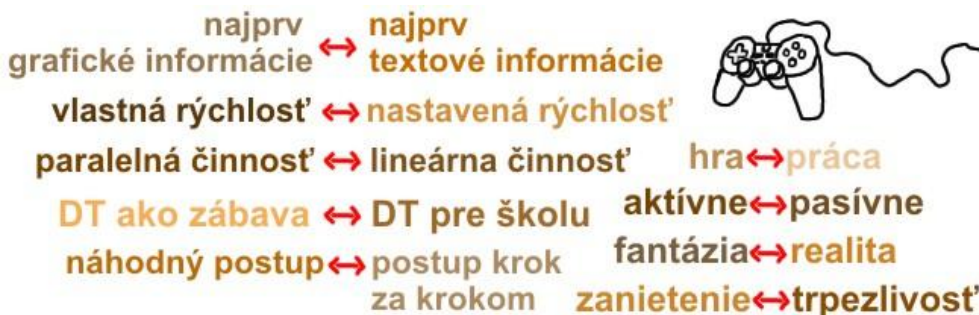 najprv grafické informácie ↔ najprv textové informácie
vlastná rýchlosť ↔ nastavená rýchlosť
paralelná činnosť ↔ lineárna činnosť
DT ako zábava ↔ DT pre školu
náhodný postup ↔ postup krok za krokom
hra ↔ práca
aktívne ↔ pasívne
fantázia ↔ realita
zanietenie ↔ trpezlivosť